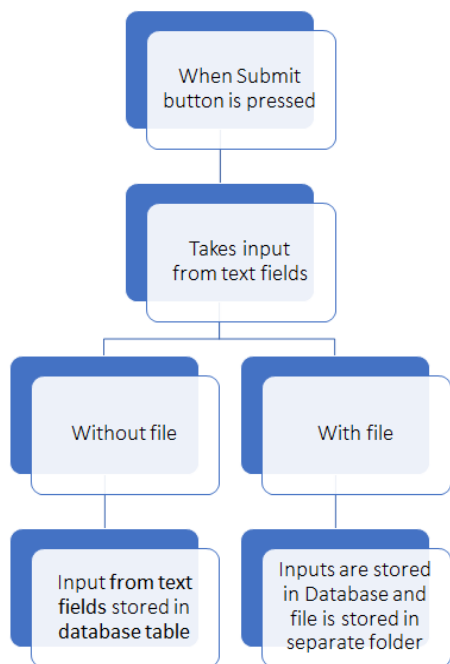 When Submit
button is pressed
Takes input
from text fields
Without file
With file
Input from text
fields stored in
database table
Inputs are stored
in Database and
file is stored in
separate folder